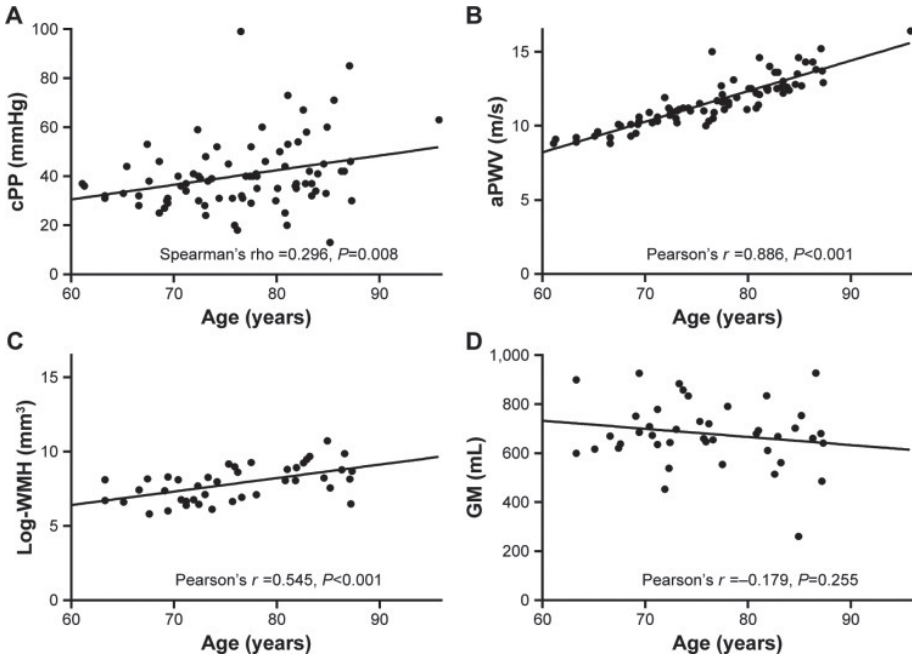 A
cPP (mmHg)
100
80
60
40
20
0
Spearman's rho =0.296, P=0.008
60 70 80 90
Age (years)
B
aPWV (m/s)
15
10
5
0
Pearson's r =0.886, P<0.001
60 70 80 90
Age (years)
C
Log-WMH (mm³)
15
10
5
0
Pearson's r =0.545, P<0.001
60 70 80 90
Age (years)
D
GM (mL)
1,000
800
600
400
200
0
Pearson's r =–0.179, P=0.255
60 70 80 90
Age (years)